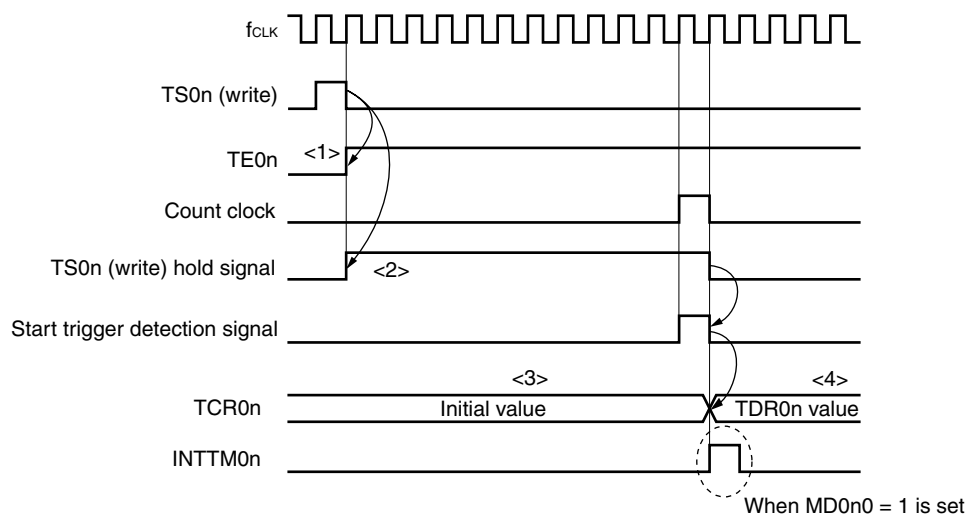 fCLK
TS0n (write)
<1>
TE0n
Count clock
TS0n (write) hold signal
<2>
Start trigger detection signal
<3>
<4>
TCR0n
Initial value
TDR0n value
INTTM0n
When MD0n0 = 1 is set